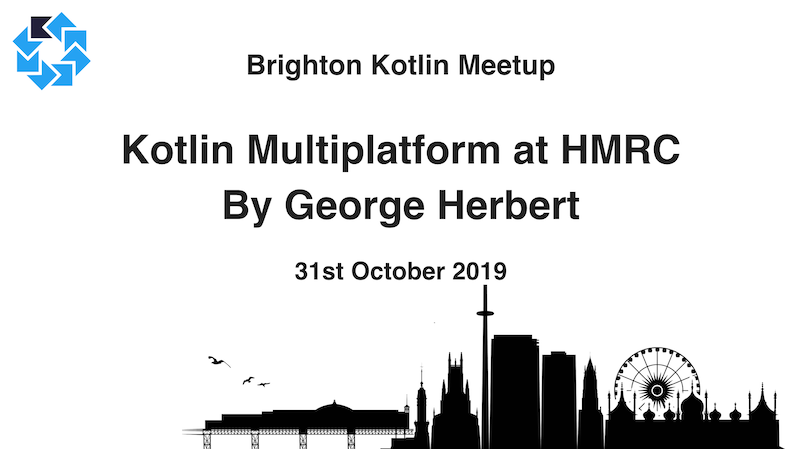 Brighton Kotlin Meetup
Kotlin Multiplatform at HMRC
By George Herbert
31st October 2019